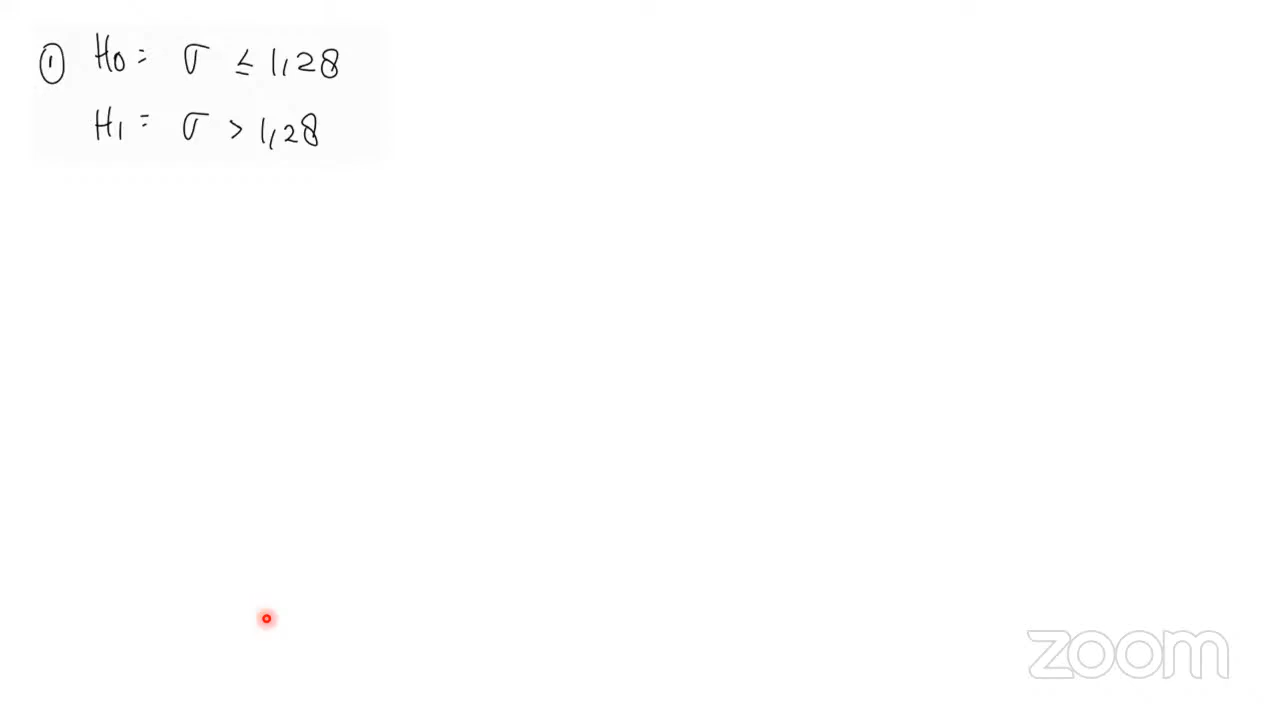 ① H0 = σ ≤ 1,28
H1 = σ > 1,28
zoom